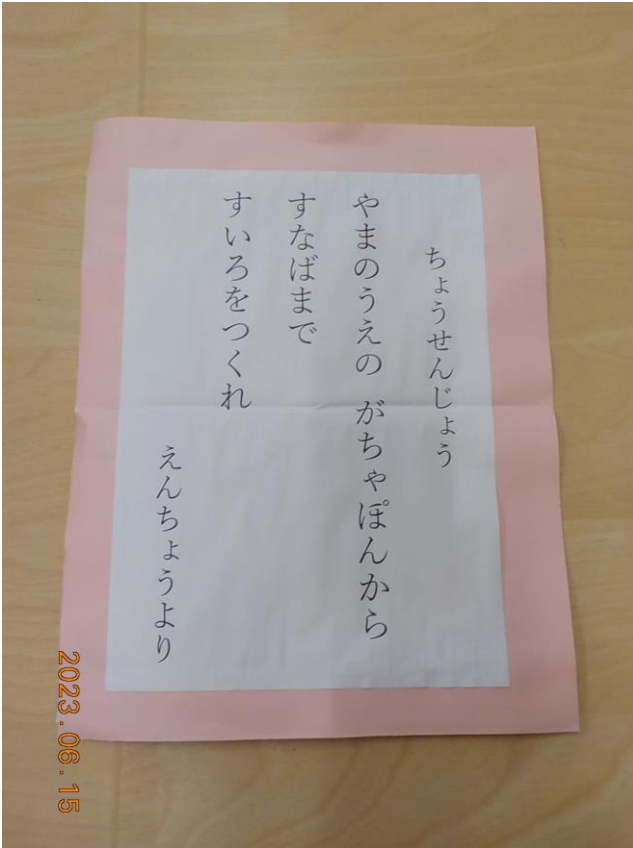 ちょうせんじょう
やまのうえの　がちゃぽんから
すなばまで
すいろをつくれ
えんちょうより
2023.06.15